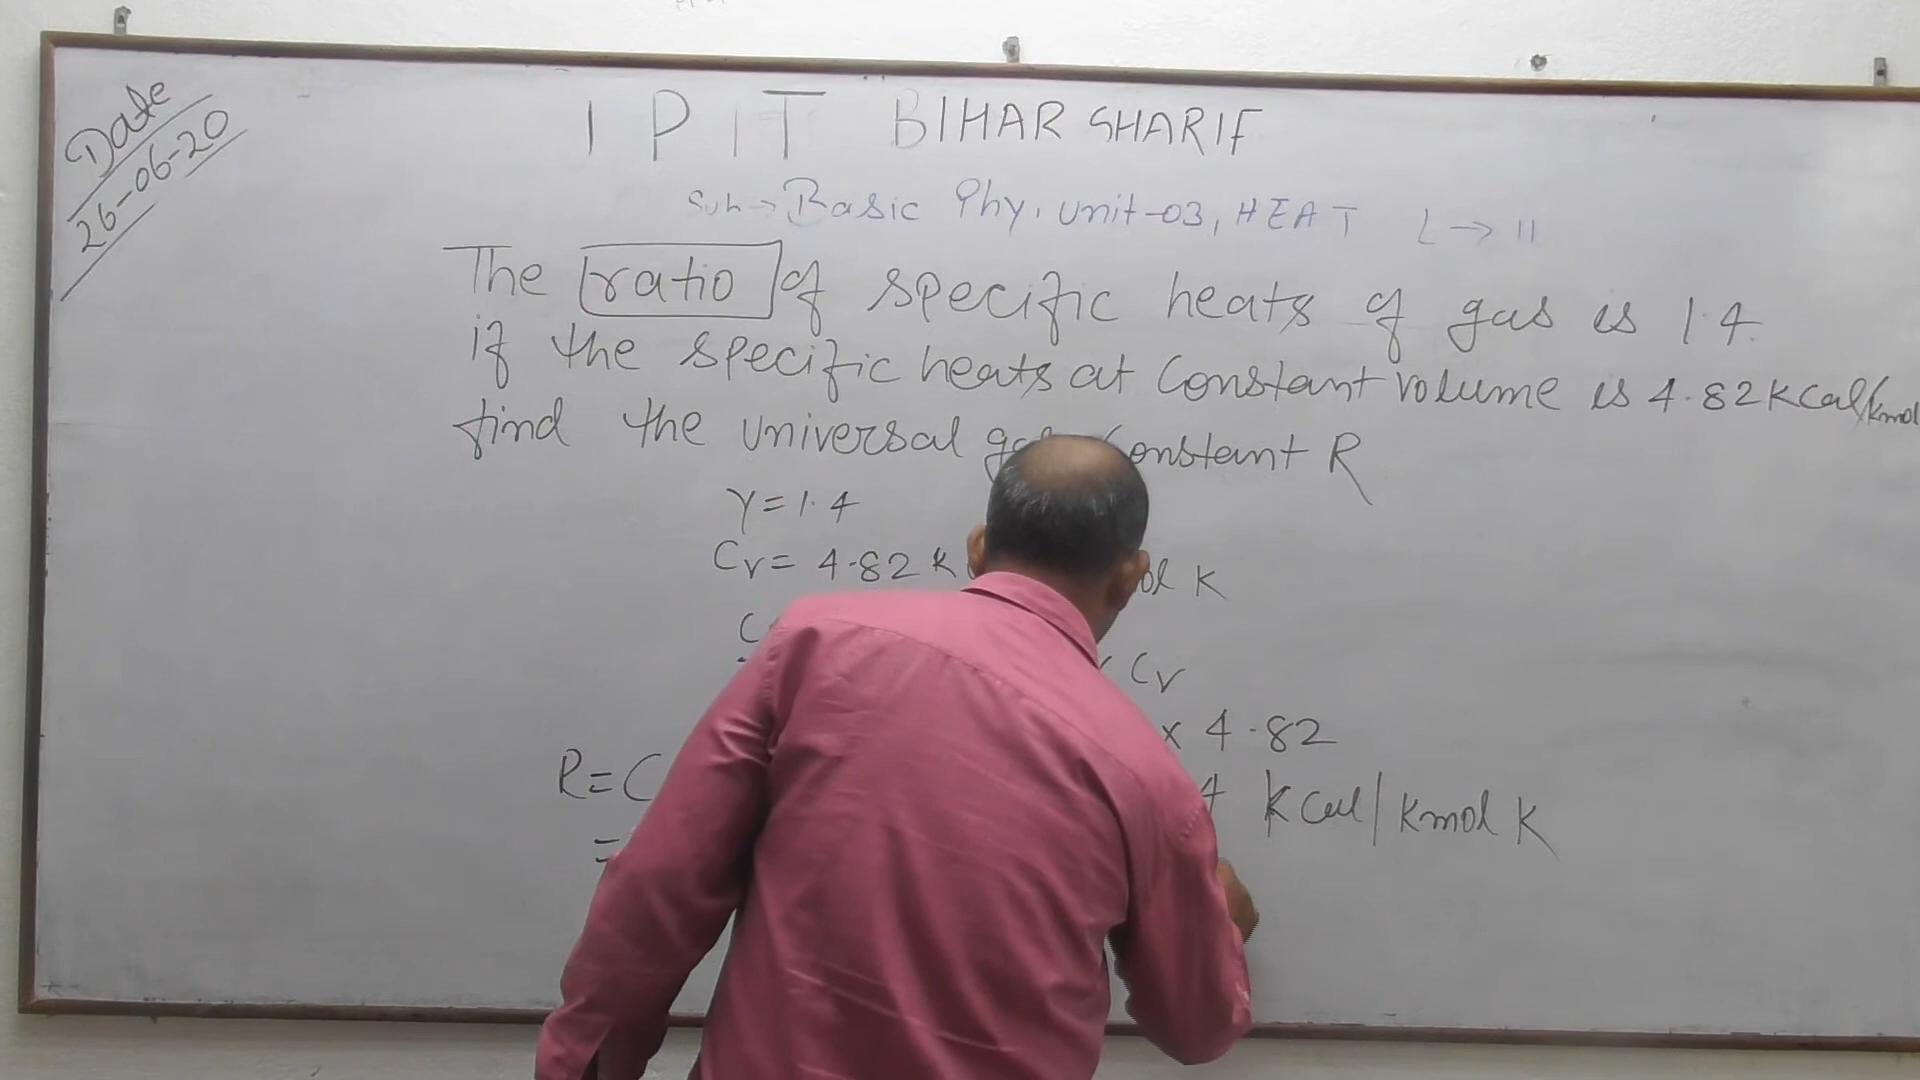 Date
26-06-20
I P I T BIHAR SHARIF
Sub → Basic Phy, Unit-03, HEAT L → 11
The ratio of specific heats of gas is 1.4
if the specific heats at Constant volume is 4.82 Kcal/Kmol
find the universal constant R
γ = 1.4
Cv = 4.82 K K
Cv
x 4.82
R = C Kcal/Kmol K
=